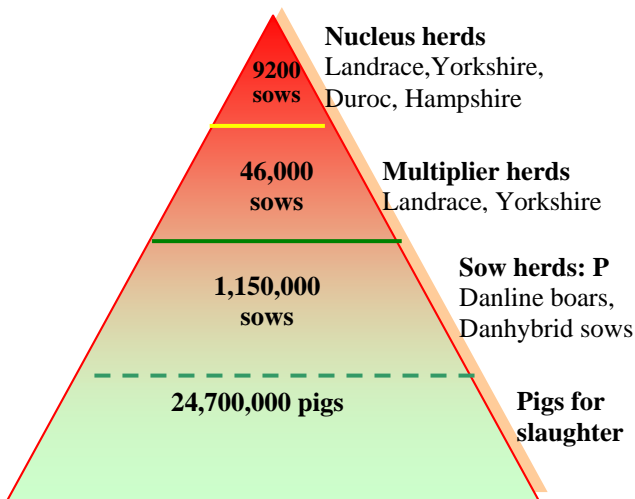 Nucleus herds
9200
sows
Landrace,Yorkshire,
Duroc, Hampshire
46,000
sows
Multiplier herds
Landrace, Yorkshire
1,150,000
sows
Sow herds: P
Danline boars,
Danhybrid sows
24,700,000 pigs
Pigs for
slaughter